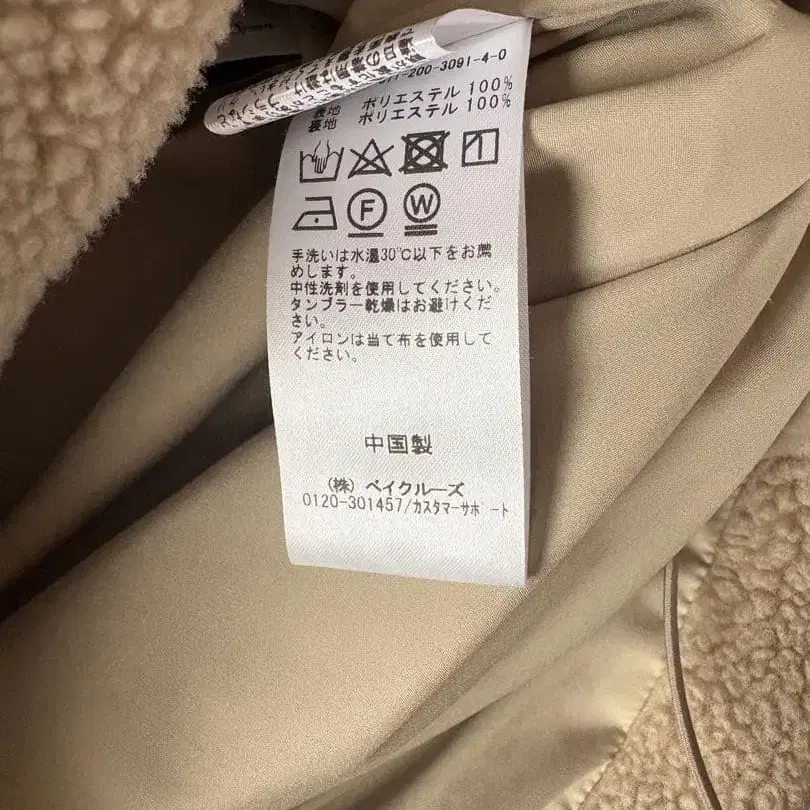 11-200-3091-4-0
表地 ポリエステル 100%
裏地 ポリエステル 100%
F
W
手洗いは水温30℃以下をお薦
めします。
中性洗剤を使用してください。
タンブラー乾燥はお避けくだ
さい。
アイロンは当て布を使用して
ください。
中国製
(株) ベイクルーズ
0120-301457/カスタマーサポート